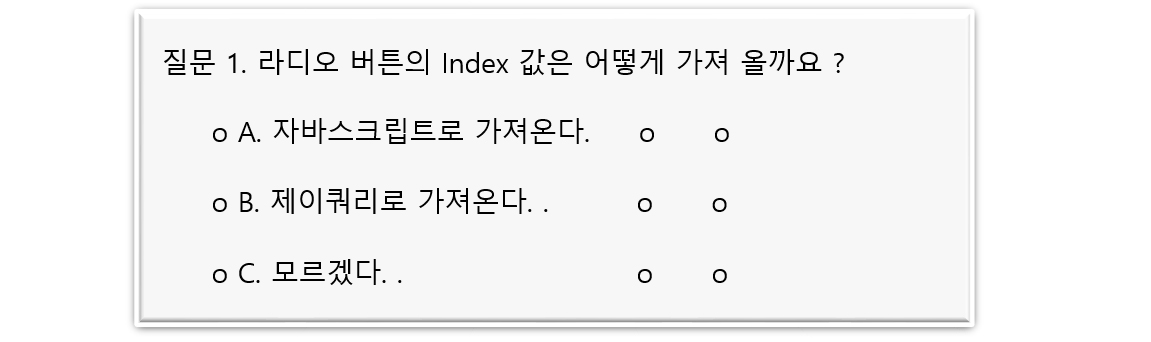 질문 1. 라디오 버튼의 Index 값은 어떻게 가져 올까요 ?
o A. 자바스크립트로 가져온다. o o
o B. 제이쿼리로 가져온다. . o o
o C. 모르겠다. . o o